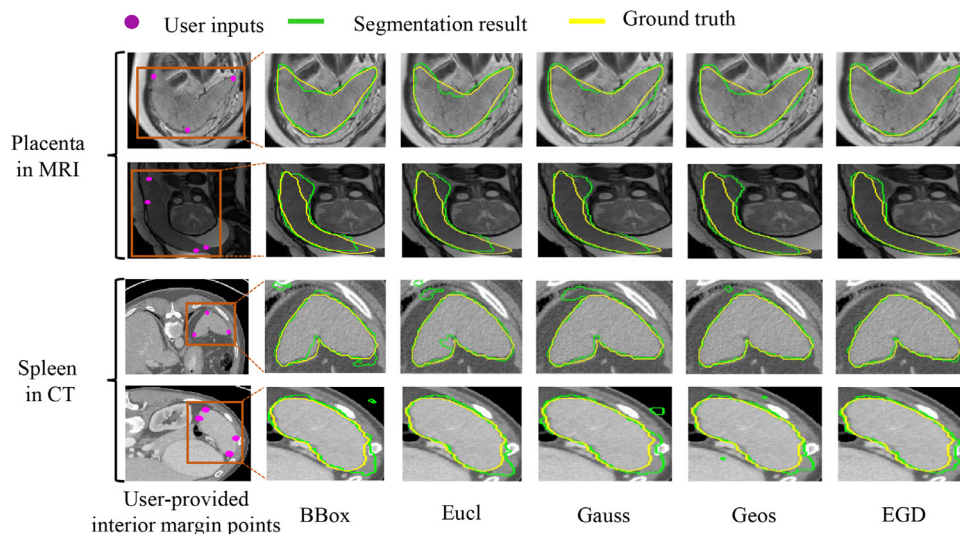 User inputs
Segmentation result
Ground truth
Placenta
in MRI
Spleen
in CT
User-provided
interior margin points
BBox
Eucl
Gauss
Geos
EGD